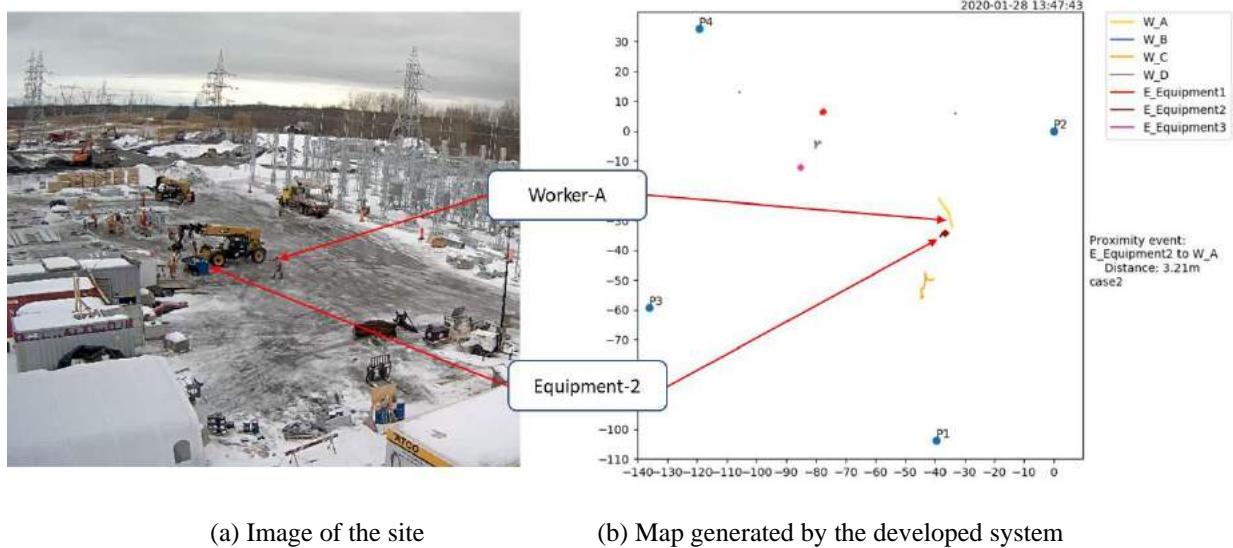 2020-01-28 13:47:43
P4
P2
P3
P1
30
20
10
0
−10
−20
−30
−40
−50
−60
−70
−80
−90
−100
−110
−140 −130 −120 −110 −100 −90 −80 −70 −60 −50 −40 −30 −20 −10 0
W_A
W_B
W_C
W_D
E_Equipment1
E_Equipment2
E_Equipment3
Proximity event:
E_Equipment2 to W_A
Distance: 3.21m
case2
Worker-A
Equipment-2
ATCO
(a) Image of the site
(b) Map generated by the developed system